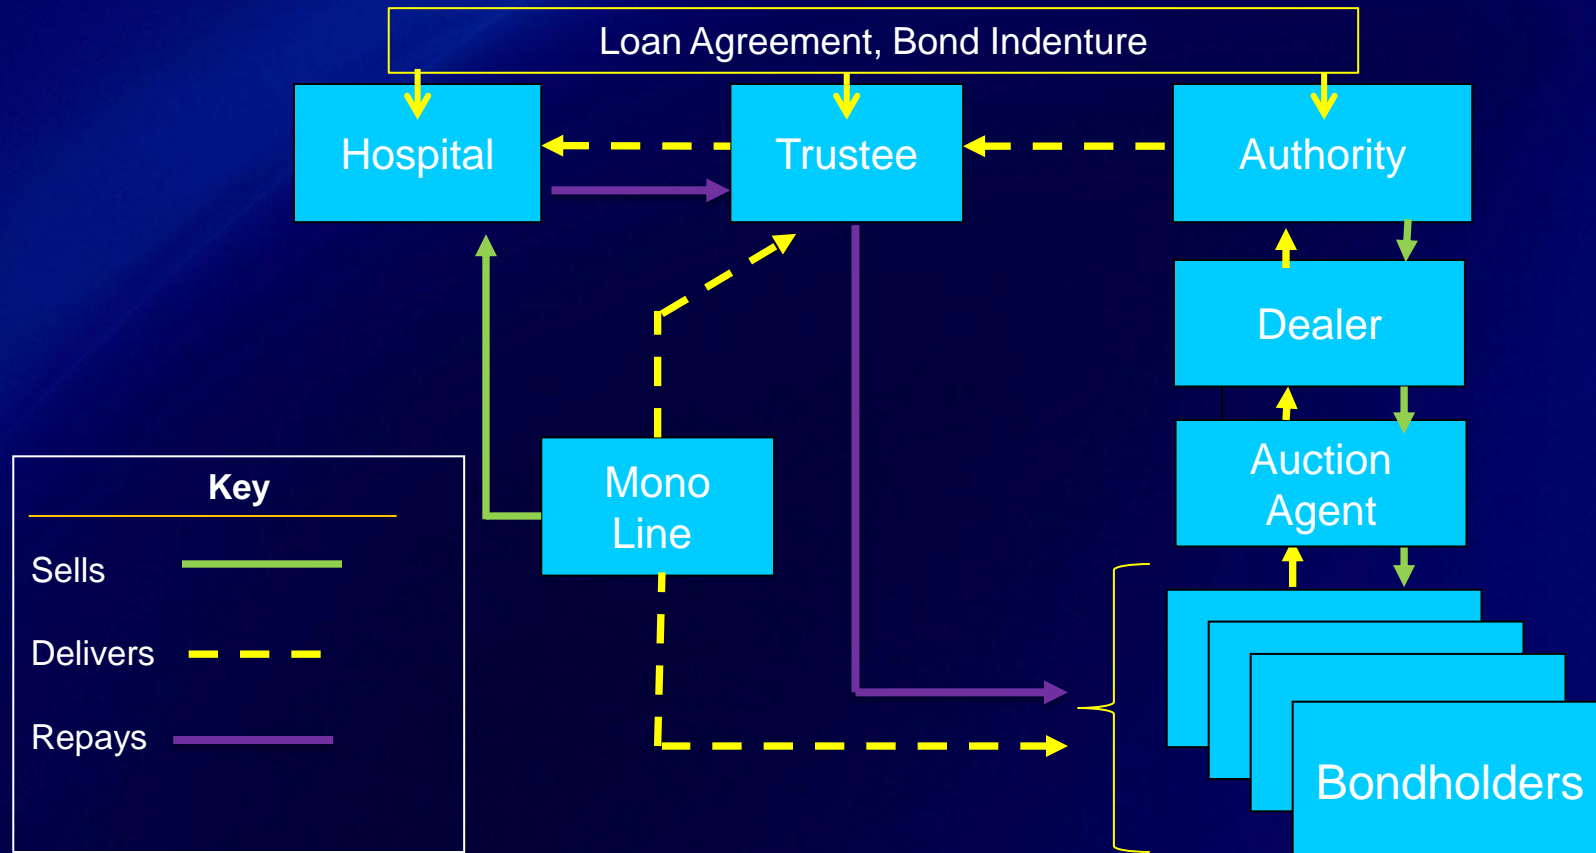 Loan Agreement, Bond Indenture
Hospital
Trustee
Authority
Dealer
Auction
Agent
Mono
Line
Bondholders
Key
Sells
Delivers
Repays